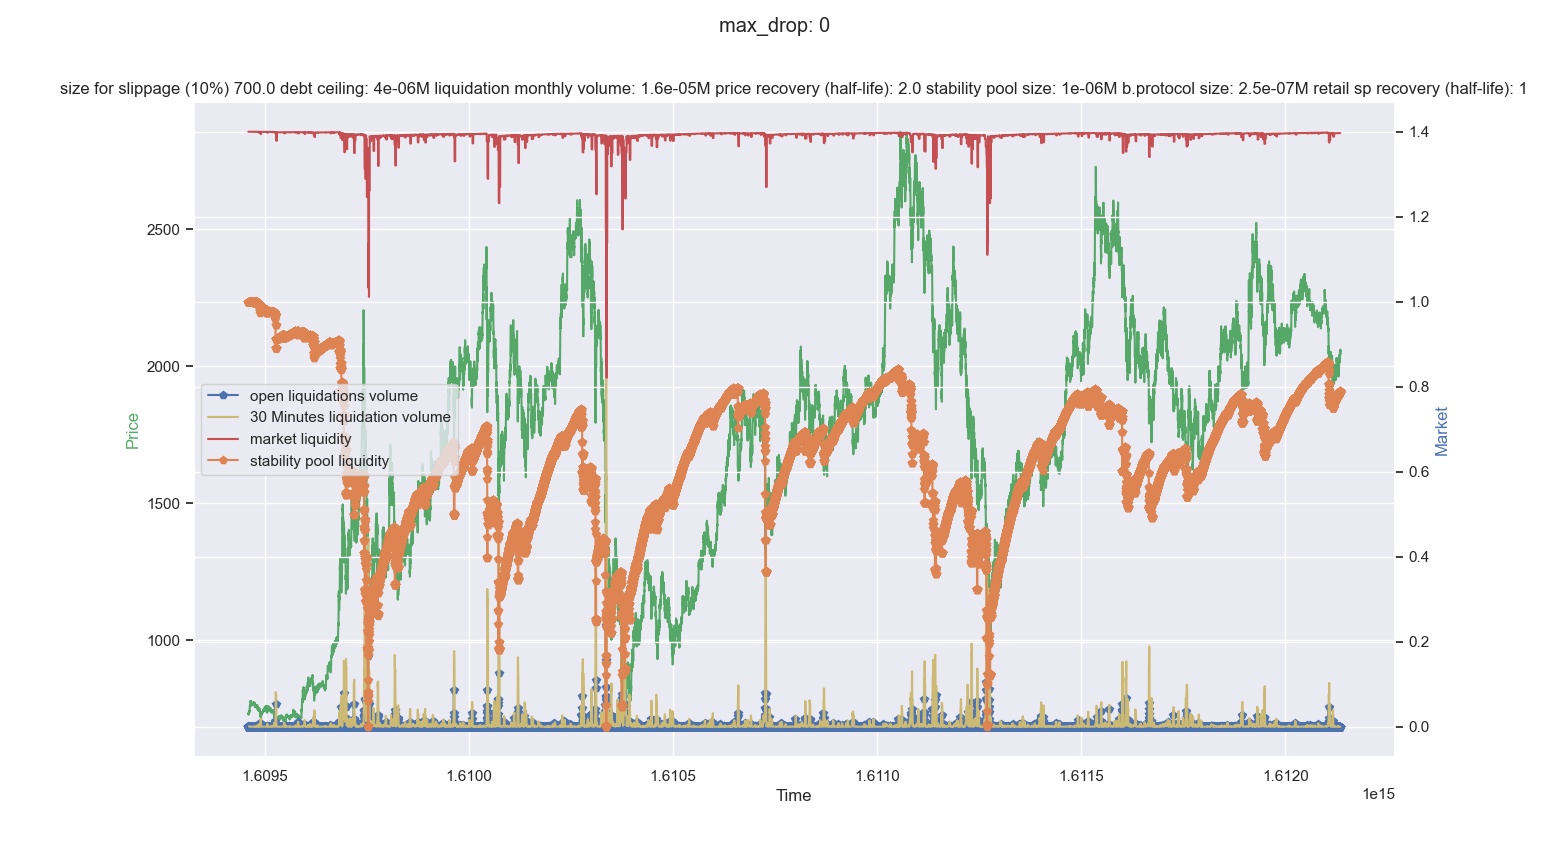 max_drop: 0
size for slippage (10%) 700.0 debt ceiling: 4e-06M liquidation monthly volume: 1.6e-05M price recovery (half-life): 2.0 stability pool size: 1e-06M b.protocol size: 2.5e-07M retail sp recovery (half-life): 1
1.4
1.2
2500
1.0
2000
0.8
open liquidations volume
30 Minutes liquidation volume
market liquidity
stability pool liquidity
Price
Market
0.6
1500
0.4
1000
0.2
0.0
1.6095 1.6100 1.6105 1.6110 1.6115 1.6120
Time
1e15